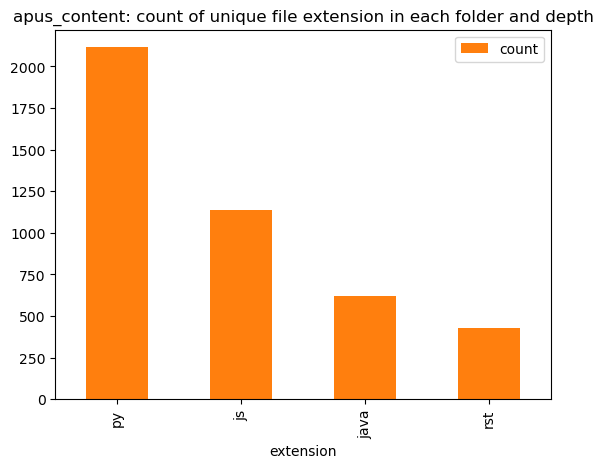 apus_content: count of unique file extension in each folder and depth
count
2000
1750
1500
1250
1000
750
500
250
0
py
js
java
rst
extension